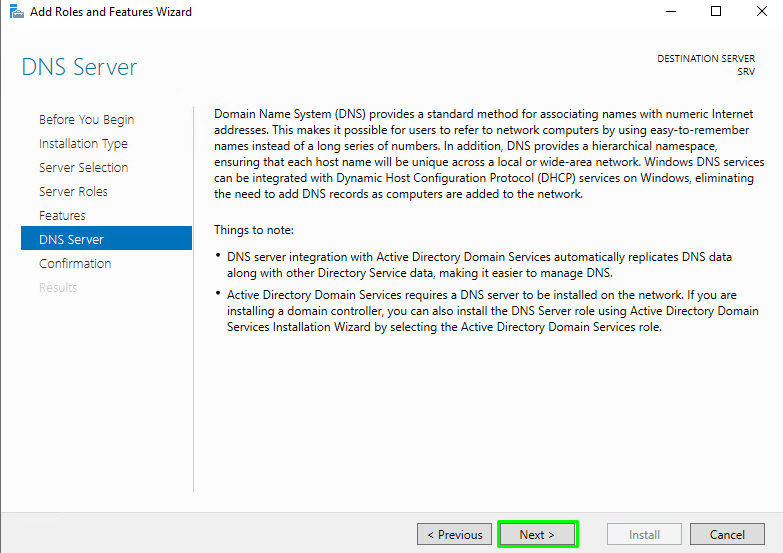 Add Roles and Features Wizard
DNS Server
DESTINATION SERVER
SRV
Before You Begin
Installation Type
Server Selection
Server Roles
Features
DNS Server
Confirmation
Results
Domain Name System (DNS) provides a standard method for associating names with numeric Internet
addresses. This makes it possible for users to refer to network computers by using easy-to-remember
names instead of a long series of numbers. In addition, DNS provides a hierarchical namespace,
ensuring that each host name will be unique across a local or wide-area network. Windows DNS services
can be integrated with Dynamic Host Configuration Protocol (DHCP) services on Windows, eliminating
the need to add DNS records as computers are added to the network.
Things to note:
• DNS server integration with Active Directory Domain Services automatically replicates DNS data
along with other Directory Service data, making it easier to manage DNS.
• Active Directory Domain Services requires a DNS server to be installed on the network. If you are
installing a domain controller, you can also install the DNS Server role using Active Directory Domain
Services Installation Wizard by selecting the Active Directory Domain Services role.
< Previous
Next >
Install
Cancel